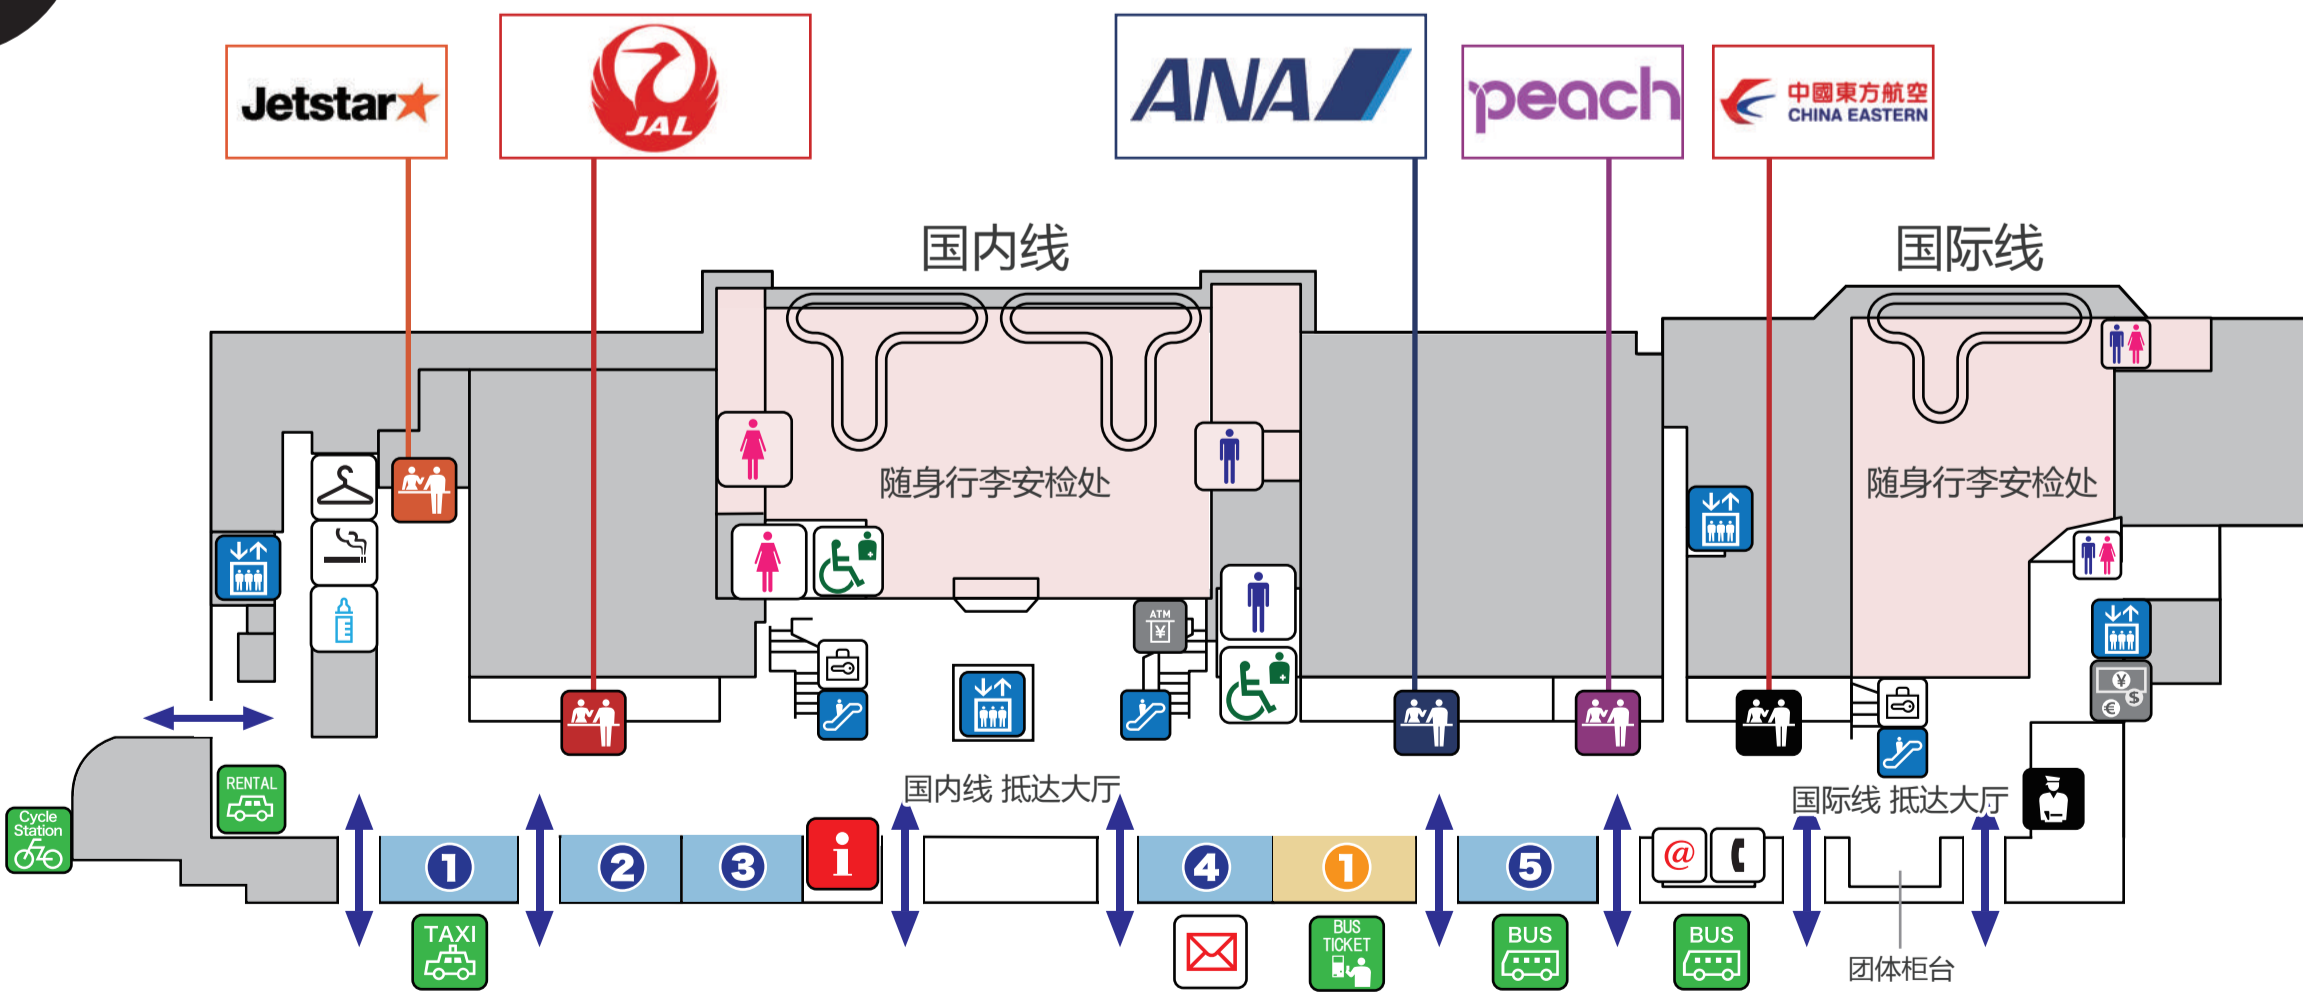 Jetstar
JAL
ANA
peach
中國東方航空
CHINA EASTERN
国内线
国际线
随身行李安检处
随身行李安检处
ATM
¥
¥
$
€
国内线 抵达大厅
国际线 抵达大厅
RENTAL
Cycle
Station
1
2
3
i
4
1
5
@
TAXI
BUS
TICKET
BUS
BUS
团体柜台